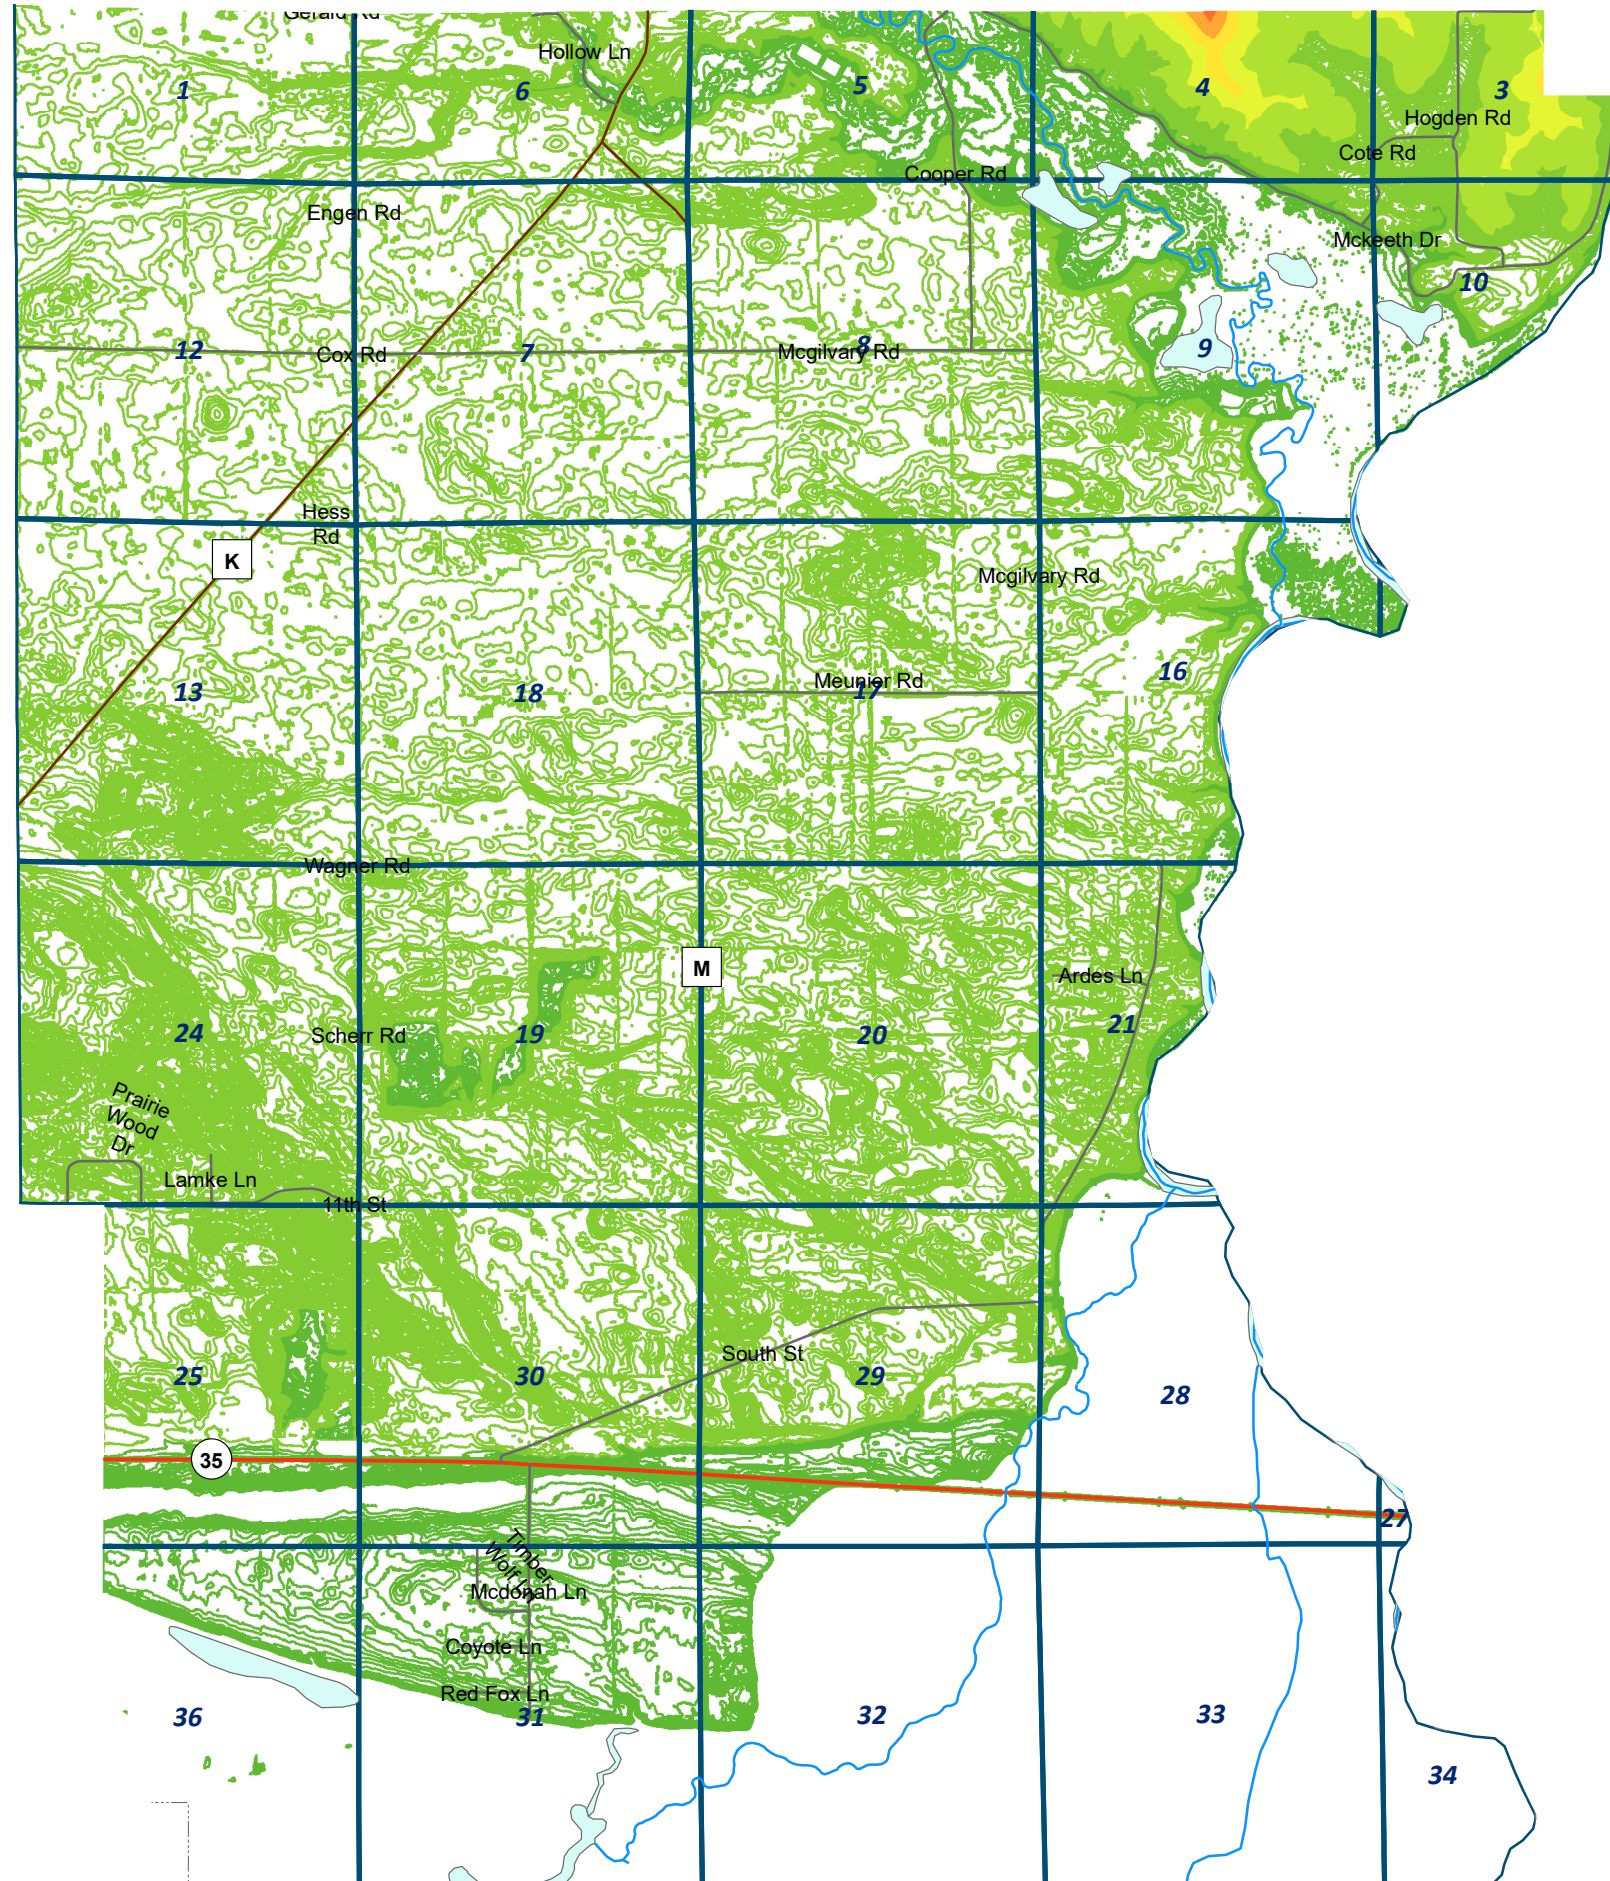 Gerald Rd
Hollow Ln
1
6
5
4
3
Hogden Rd
Cote Rd
Cooper Rd
Engen Rd
Mckeeth Dr
10
12
Cox Rd
7
8
Mcgilvary Rd
9
Hess
Rd
K
Mcgilvary Rd
13
18
Meunier Rd
17
16
Wagner Rd
M
Ardes Ln
24
Scherr Rd
19
20
21
Prairie
Wood
Dr
Lamke Ln
11th St
South St
25
30
29
28
35
27
Timber
Wolf Ln
Mcdonah Ln
Coyote Ln
Red Fox Ln
36
31
32
33
34